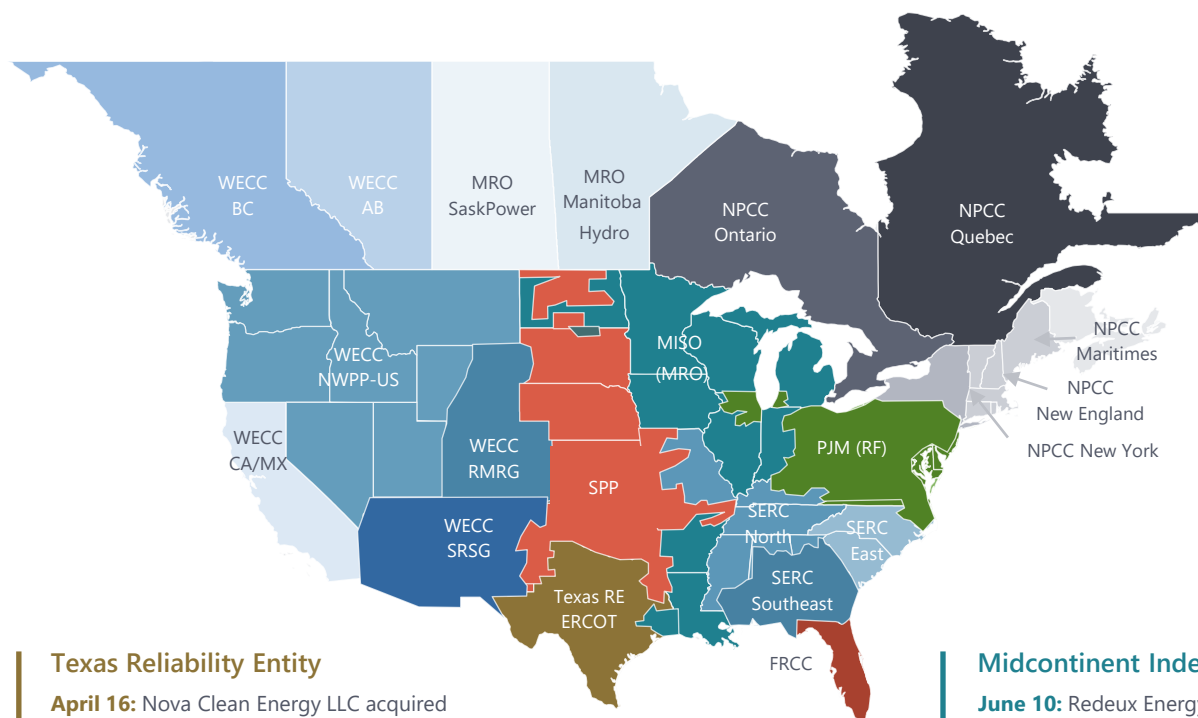 WECC
BC
WECC
AB
MRO
SaskPower
MRO
Manitoba
Hydro
NPCC
Ontario
NPCC
Quebec
NPCC
Maritimes
NPCC
New England
NPCC New York
WECC
NWPP-US
MISO
(MRO)
WECC
CA/MX
WECC
RMRG
PJM (RF)
SPP
SERC
North
SERC
East
WECC
SRSG
Texas RE
ERCOT
SERC
Southeast
FRCC
Texas Reliability Entity
April 16: Nova Clean Energy LLC acquired
Midcontinent Inde
June 10: Redeux Energy